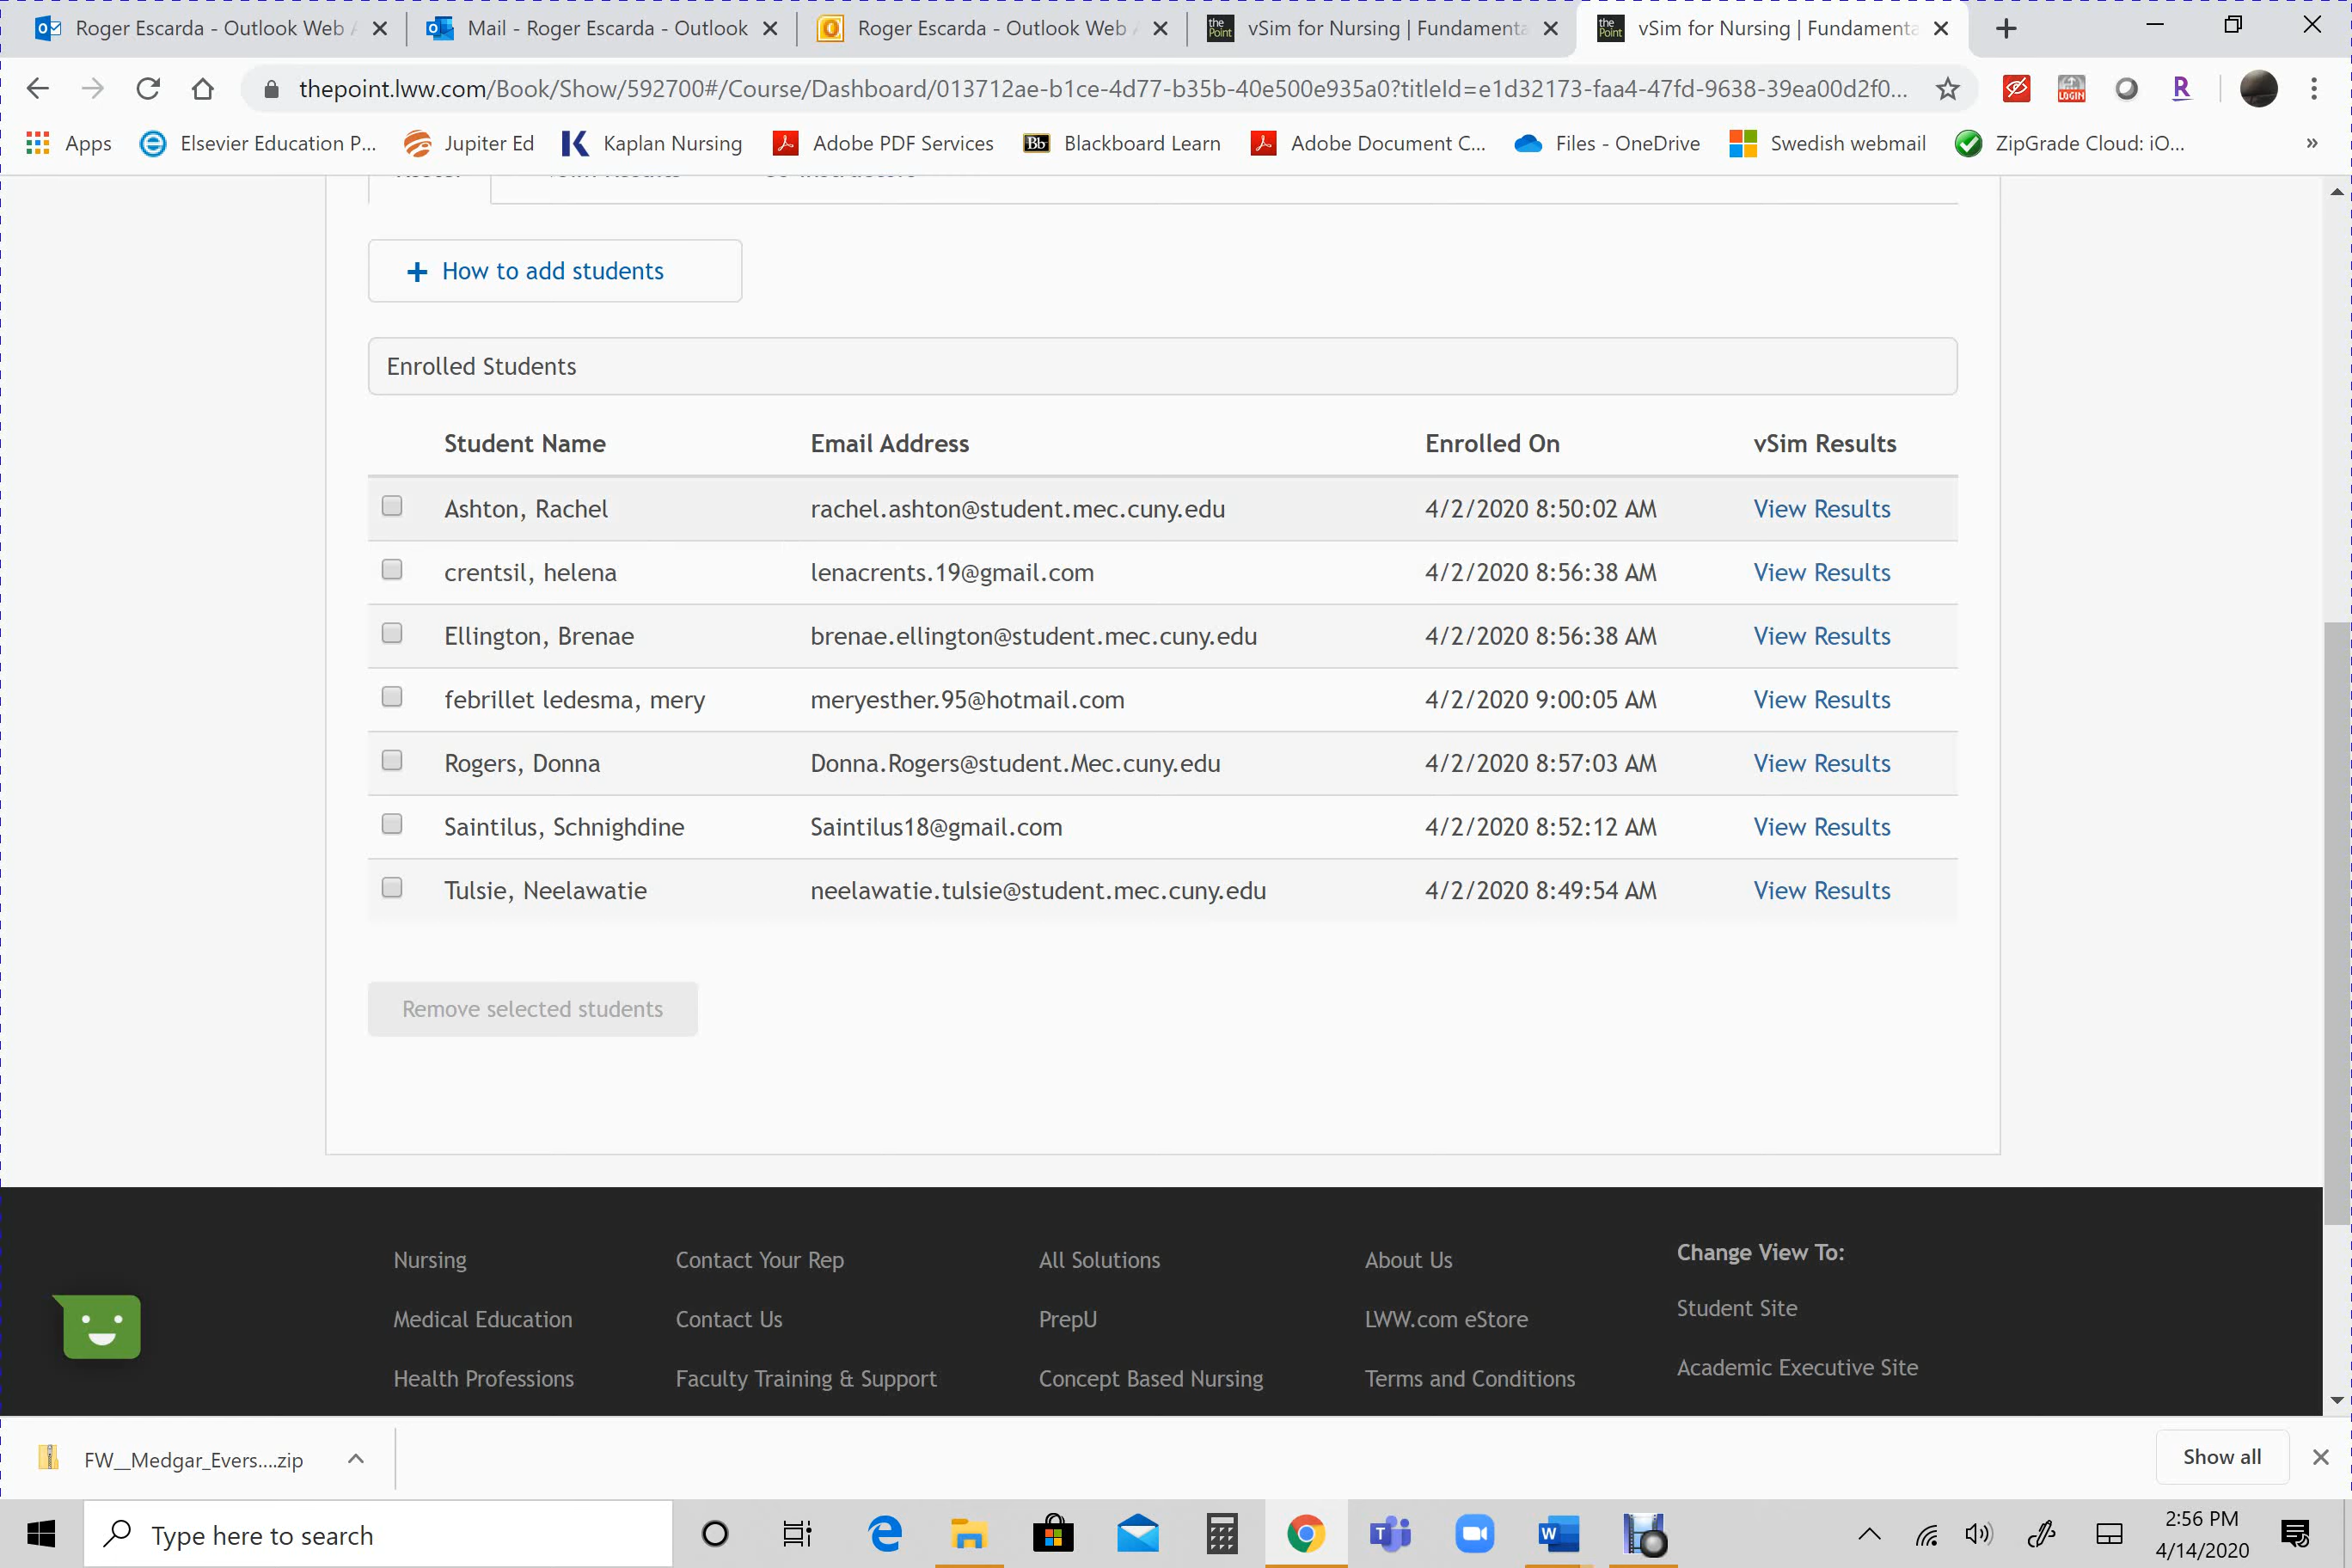 Roger Escarda - Outlook Web A
Mail - Roger Escarda - Outlook
Roger Escarda - Outlook Web A
the Point vSim for Nursing | Fundamenta
the Point vSim for Nursing | Fundamenta
thepoint.lww.com/Book/Show/592700#/Course/Dashboard/013712ae-b1ce-4d77-b35b-40e500e935a0?titleId=e1d32173-faa4-47fd-9638-39ea00d2f0...
LOGIN
R
Apps
Elsevier Education P...
Jupiter Ed
Kaplan Nursing
Adobe PDF Services
Bb Blackboard Learn
Adobe Document C...
Files - OneDrive
Swedish webmail
ZipGrade Cloud: iO...
»
+ How to add students
Enrolled Students
Student Name Email Address Enrolled On vSim Results
Ashton, Rachel rachel.ashton@student.mec.cuny.edu 4/2/2020 8:50:02 AM View Results
crentsil, helena lenacrents.19@gmail.com 4/2/2020 8:56:38 AM View Results
Ellington, Brenae brenae.ellington@student.mec.cuny.edu 4/2/2020 8:56:38 AM View Results
febrillet ledesma, mery meryesther.95@hotmail.com 4/2/2020 9:00:05 AM View Results
Rogers, Donna Donna.Rogers@student.Mec.cuny.edu 4/2/2020 8:57:03 AM View Results
Saintilus, Schnighdine Saintilus18@gmail.com 4/2/2020 8:52:12 AM View Results
Tulsie, Neelawatie neelawatie.tulsie@student.mec.cuny.edu 4/2/2020 8:49:54 AM View Results
Remove selected students
Nursing Contact Your Rep All Solutions About Us Change View To:
Medical Education Contact Us PrepU LWW.com eStore Student Site
Health Professions Faculty Training & Support Concept Based Nursing Terms and Conditions Academic Executive Site
FW__Medgar_Evers....zip
Show all
Type here to search
2:56 PM
4/14/2020